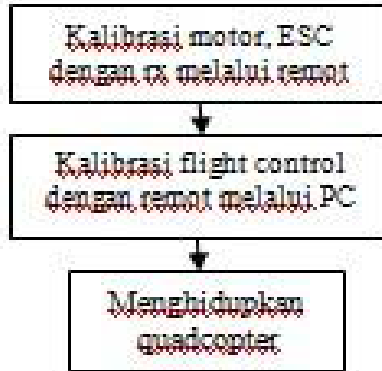 Kalibrasi motor, ESC
dengan rx melalui remot
Kalibrasi flight control
dengan remot melalui PC
Menghidupkan
quadcopter